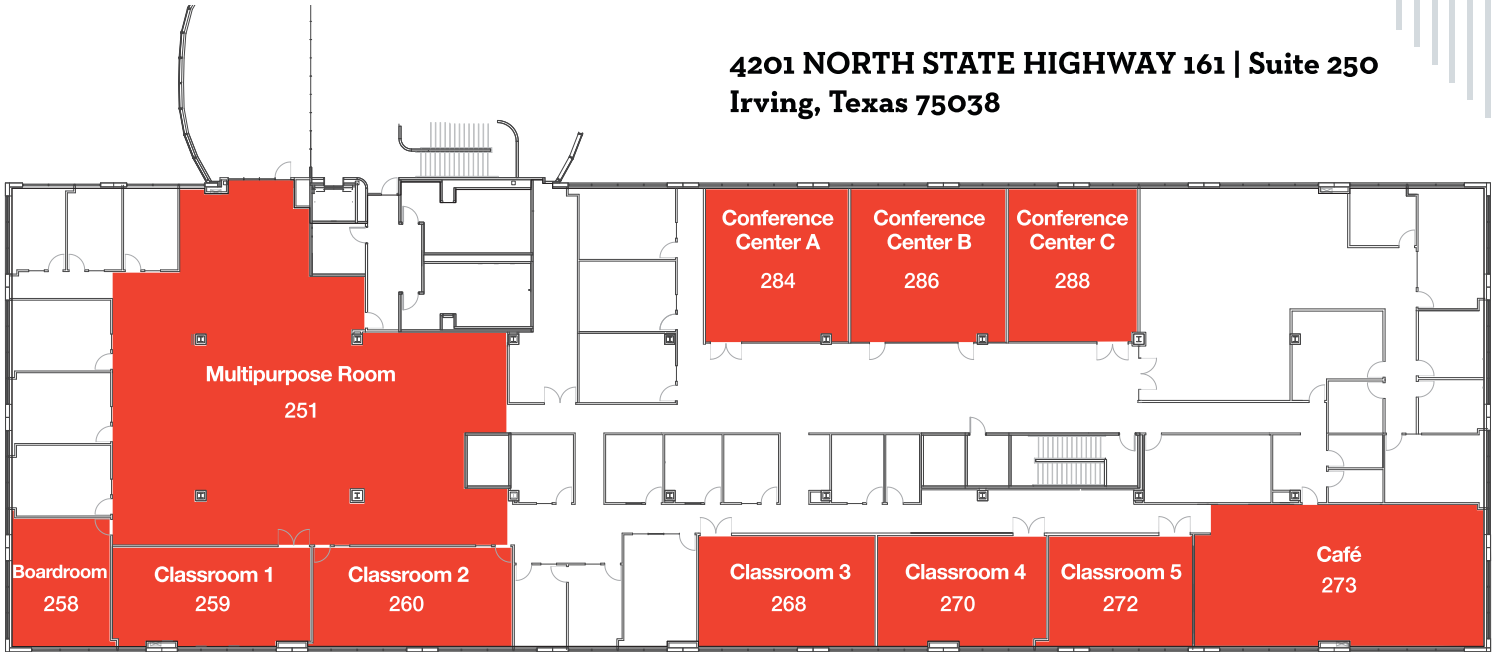 4201 NORTH STATE HIGHWAY 161 | Suite 250
Irving, Texas 75038
Conference
Center A
284
Conference
Center B
286
Conference
Center C
288
Multipurpose Room
251
Boardroom
258
Classroom 1
259
Classroom 2
260
Classroom 3
268
Classroom 4
270
Classroom 5
272
Café
273